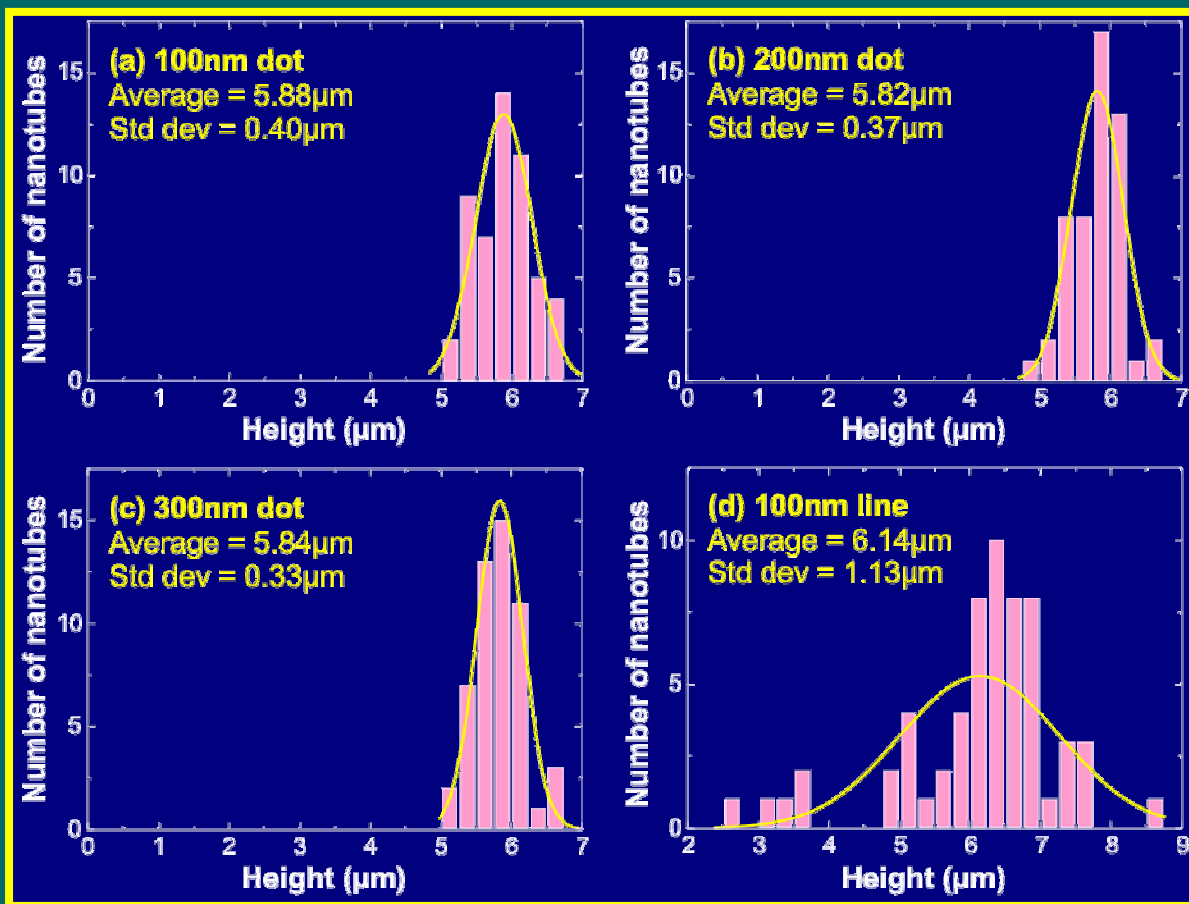 (a) 100nm dot
Average = 5.88µm
Std dev = 0.40µm
Number of nanotubes
15
10
5
0
0 1 2 3 4 5 6 7
Height (µm)
(b) 200nm dot
Average = 5.82µm
Std dev = 0.37µm
Number of nanotubes
15
10
5
0
0 1 2 3 4 5 6 7
Height (µm)
(c) 300nm dot
Average = 5.84µm
Std dev = 0.33µm
Number of nanotubes
15
10
5
0
0 1 2 3 4 5 6 7
Height (µm)
(d) 100nm line
Average = 6.14µm
Std dev = 1.13µm
Number of nanotubes
10
5
0
2 3 4 5 6 7 8 9
Height (µm)